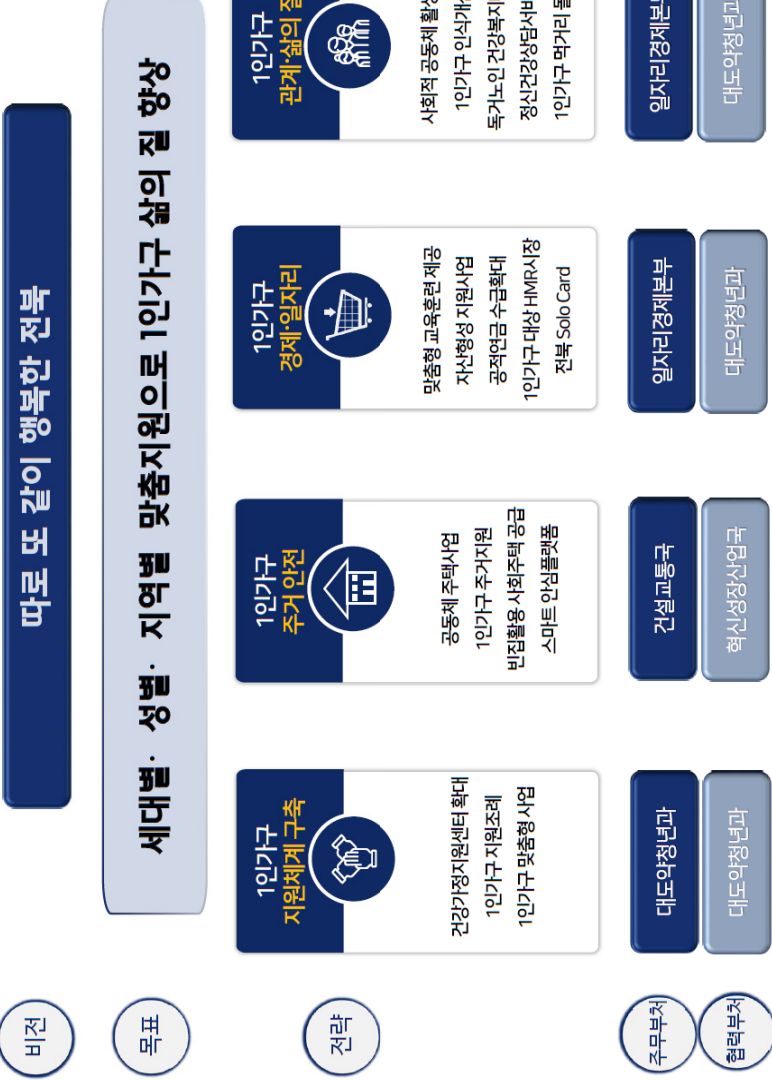 비전
따로 또 같이 행복한 전북
목표
세대별· 성별· 지역별 맞춤지원으로 1인가구 삶의 질 향상
전략
1인가구
지원체계 구축
건강가정지원센터 확대
1인가구 지원조례
1인가구 맞춤형 사업
1인가구
주거 안전
공동체 주택사업
1인가구 주거지원
빈집활용 사회주택 공급
스마트 안심플랫폼
1인가구
경제·일자리
맞춤형 교육훈련 제공
자산형성 지원사업
공적연금 수급확대
1인가구 대상 HMR시장
전북 Solo Card
1인가구
관계·삶의 질
사회적 공동체
1인가구
독거노인 건강복지
정신건강상담서비
1인가구 먹거리
주무부처
대도약청년과
건설교통국
일자리경제본부
일자리경제본부
협력부처
대도약청년과
혁신성장산업국
대도약청년과
대도약청년과